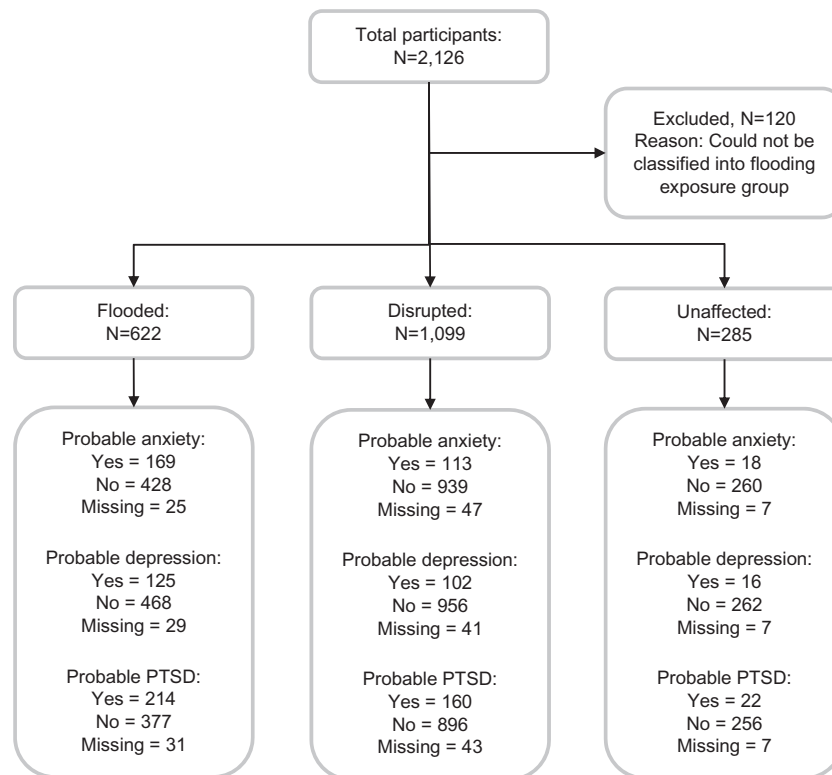 Total participants:
N=2,126
Excluded, N=120
Reason: Could not be
classified into flooding
exposure group
Flooded:
N=622
Disrupted:
N=1,099
Unaffected:
N=285
Probable anxiety:
Yes = 169
No = 428
Missing = 25
Probable depression:
Yes = 125
No = 468
Missing = 29
Probable PTSD:
Yes = 214
No = 377
Missing = 31
Probable anxiety:
Yes = 113
No = 939
Missing = 47
Probable depression:
Yes = 102
No = 956
Missing = 41
Probable PTSD:
Yes = 160
No = 896
Missing = 43
Probable anxiety:
Yes = 18
No = 260
Missing = 7
Probable depression:
Yes = 16
No = 262
Missing = 7
Probable PTSD:
Yes = 22
No = 256
Missing = 7